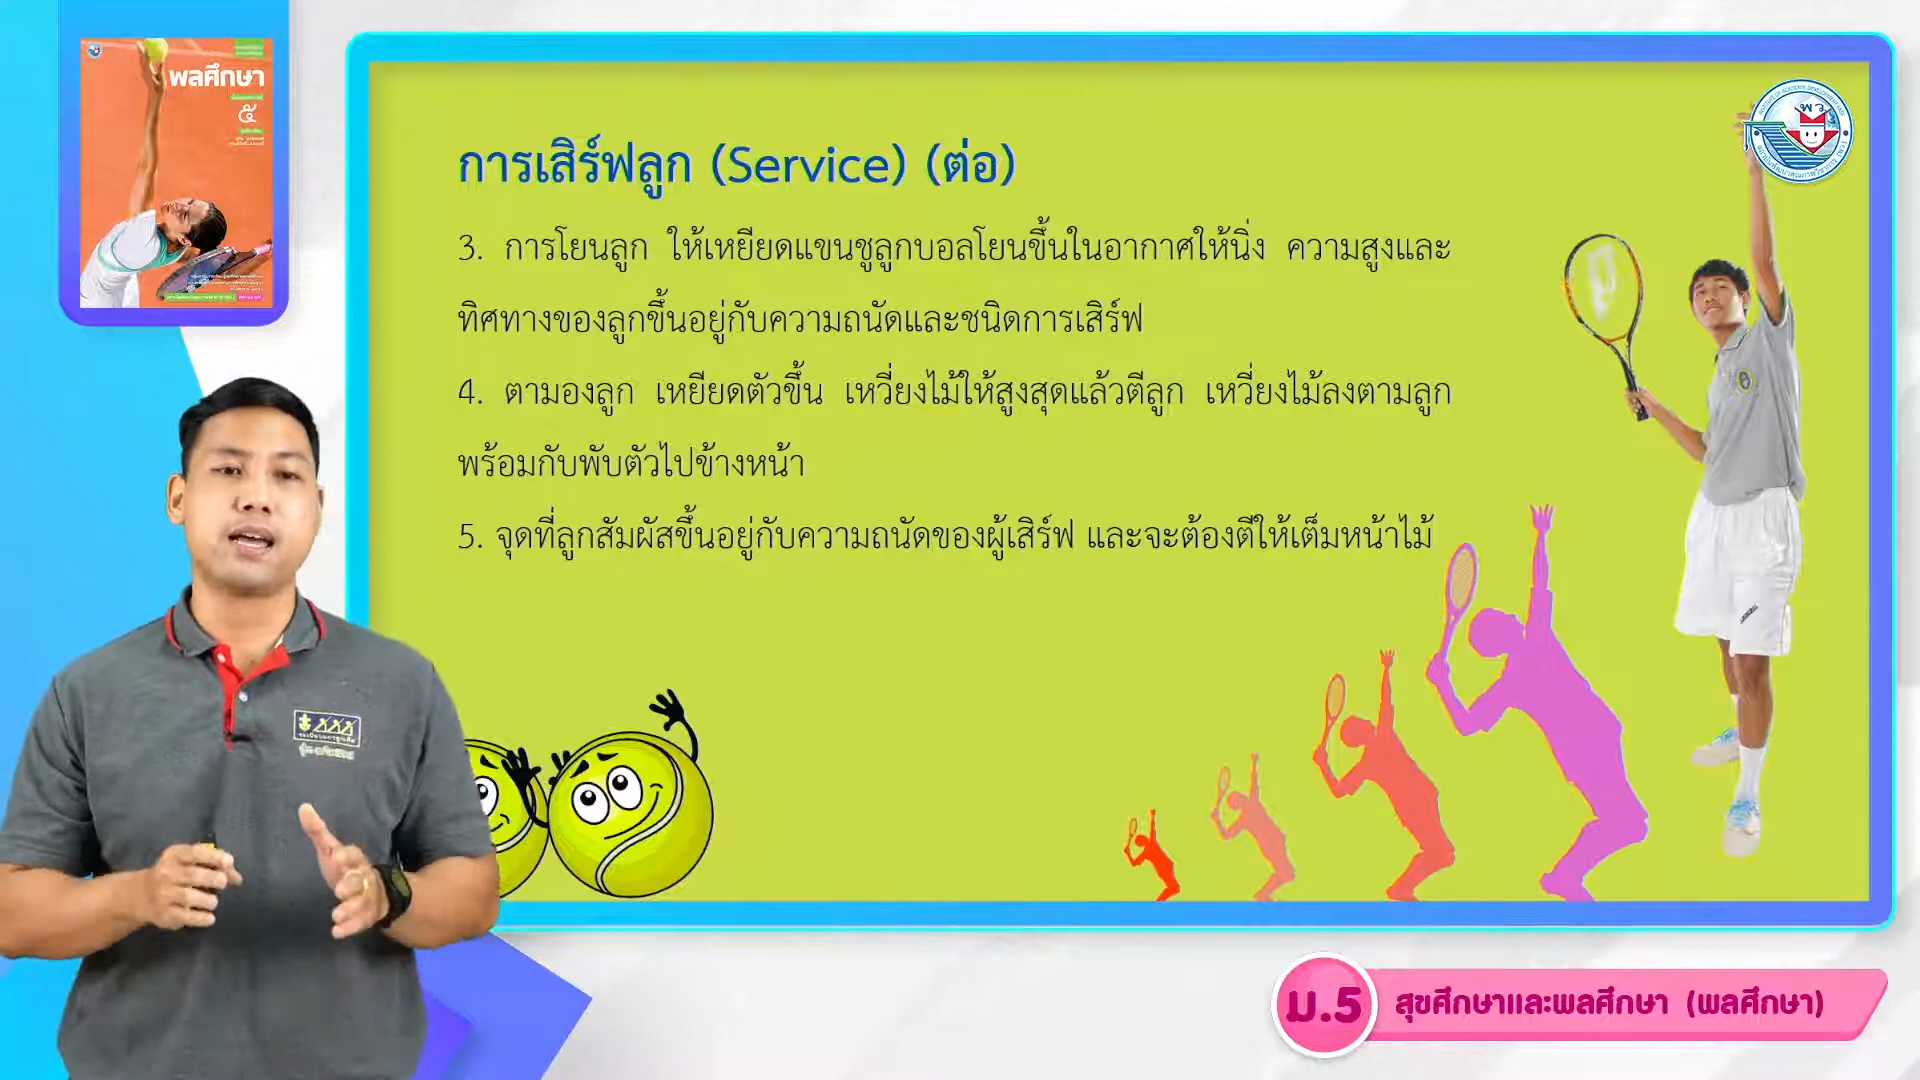 พลศึกษา
๕
การเสิร์ฟลูก (Service) (ต่อ)
3. การโยนลูก ให้เหยียดแขนชูลูกบอลโยนขึ้นในอากาศให้นิ่ง ความสูงและ
ทิศทางของลูกขึ้นอยู่กับความถนัดและชนิดการเสิร์ฟ
4. ตามองลูก เหยียดตัวขึ้น เหวี่ยงไม้ให้สูงสุดแล้วตีลูก เหวี่ยงไม้ลงตามลูก
พร้อมกับพับตัวไปข้างหน้า
5. จุดที่ลูกสัมผัสขึ้นอยู่กับความถนัดของผู้เสิร์ฟ และจะต้องตีให้เต็มหน้าไม้
พว.
ม.5
สุขศึกษาและพลศึกษา (พลศึกษา)